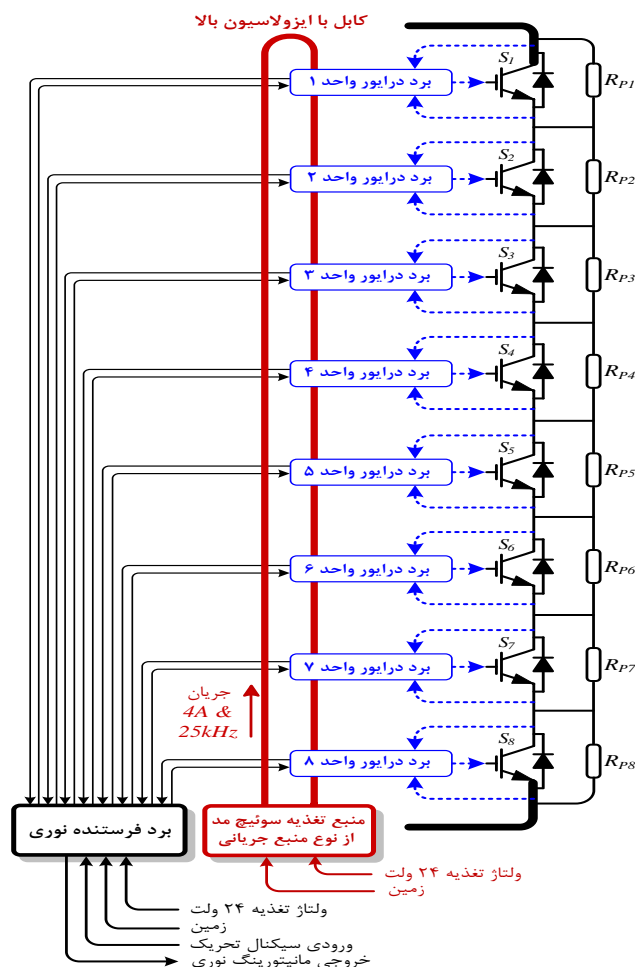 کابل با ایزولاسیون بالا
برد درایور واحد ۱
S1
RP1
برد درایور واحد ۲
S2
RP2
برد درایور واحد ۳
S3
RP3
برد درایور واحد ۴
S4
RP4
برد درایور واحد ۵
S5
RP5
برد درایور واحد ۶
S6
RP6
برد درایور واحد ۷
S7
RP7
جریان
4A &
25kHz
برد درایور واحد ۸
S8
RP8
برد فرستنده نوری
منبع تغذیه سوئیچ مد
از نوع منبع جریانی
ولتاژ تغذیه ۲۴ ولت
زمین
ولتاژ تغذیه ۲۴ ولت
زمین
ورودی سیکنال تحریک
خروجی مانیتورینگ نوری